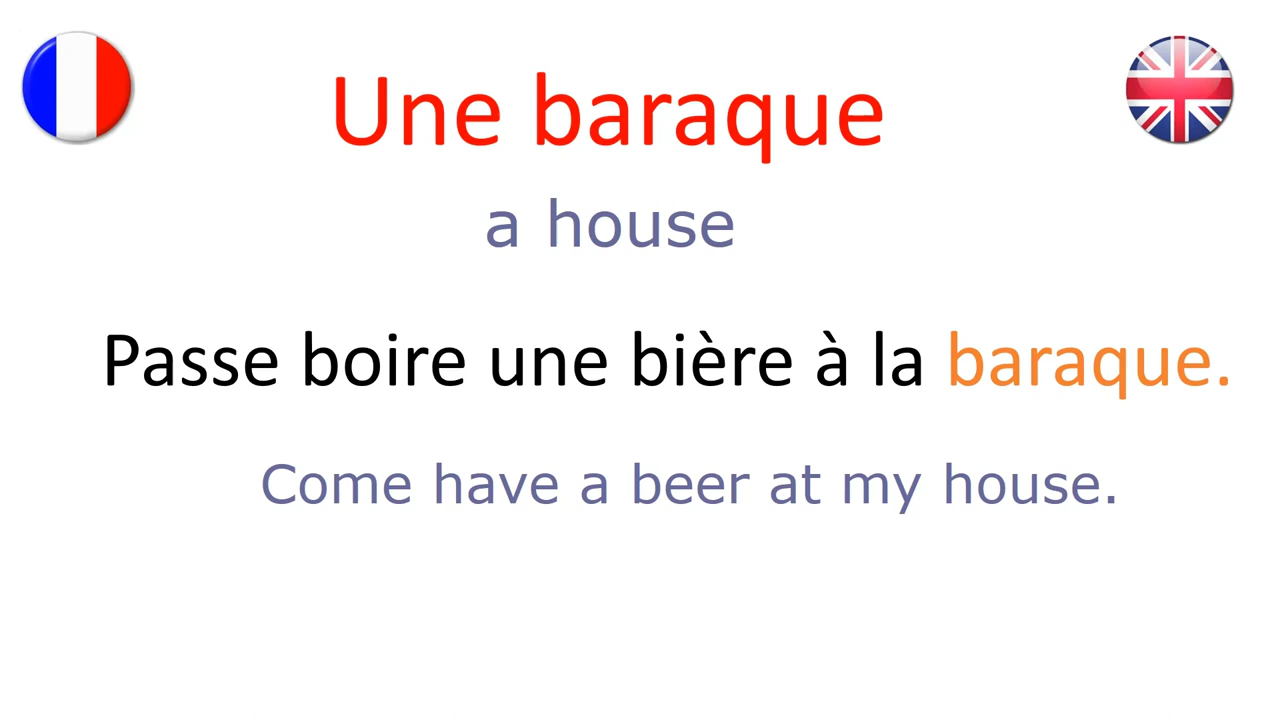 Une baraque
a house
Passe boire une bière à la baraque.
Come have a beer at my house.